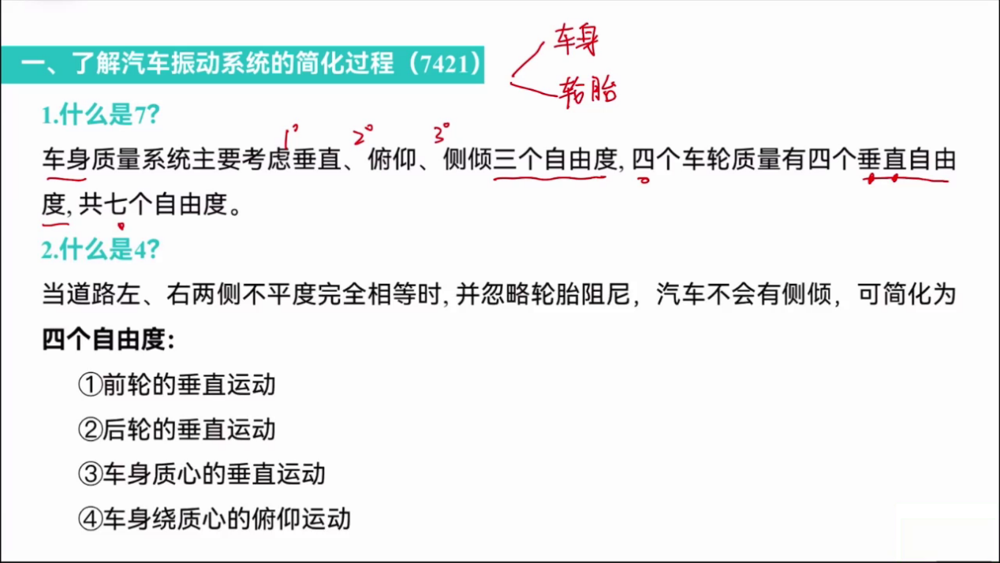 车身
一、了解汽车振动系统的简化过程（7421）
轮胎
1.什么是7？
1° 2° 3°
车身质量系统主要考虑垂直、俯仰、侧倾三个自由度, 四个车轮质量有四个垂直自由
度, 共七个自由度。
2.什么是4？
当道路左、右两侧不平度完全相等时, 并忽略轮胎阻尼，汽车不会有侧倾，可简化为
四个自由度：
①前轮的垂直运动
②后轮的垂直运动
③车身质心的垂直运动
④车身绕质心的俯仰运动